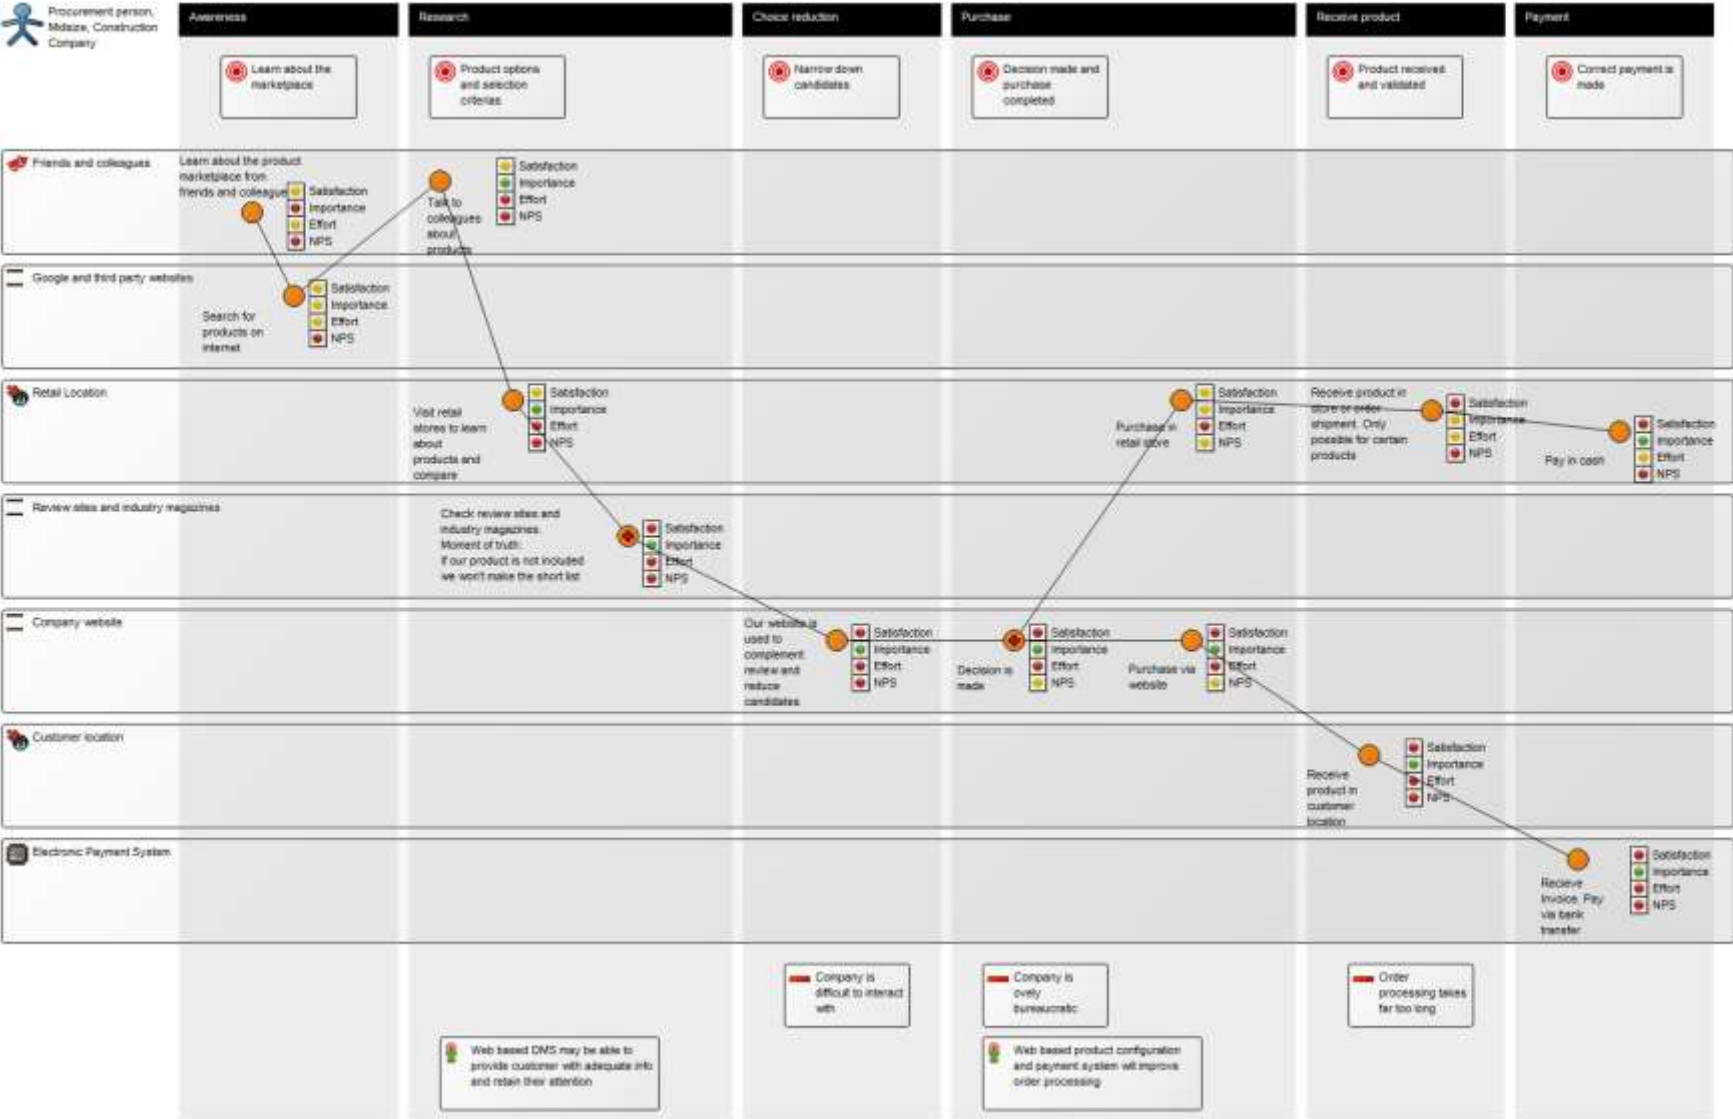 Procurement person,
Midsize, Construction
Company
Awareness
Research
Choice reduction
Purchase
Receive product
Payment
Learn about the
marketplace
Product options
and selection
criterias
Narrow down
candidates
Decision made and
purchase
completed
Product received
and validated
Correct payment is
made
Friends and colleagues
Learn about the product
marketplace from
friends and colleague
Satisfaction
Importance
Effort
NPS
Talk to
colleagues
about
products
Satisfaction
Importance
Effort
NPS
Google and third party websites
Search for
products on
internet
Satisfaction
Importance
Effort
NPS
Retail Location
Visit retail
stores to learn
about
products and
compare
Satisfaction
Importance
Effort
NPS
Purchase in
retail store
Satisfaction
Importance
Effort
NPS
Receive product in
store or order
shipment. Only
possible for certain
products
Satisfaction
Importance
Effort
NPS
Pay in cash
Satisfaction
Importance
Effort
NPS
Review sites and industry magazines
Check review sites and
industry magazines.
Moment of truth:
If our product is not included
we won't make the short list
Satisfaction
Importance
Effort
NPS
Company website
Our website is
used to
complement
review and
reduce
candidates
Satisfaction
Importance
Effort
NPS
Decision is
made
Satisfaction
Importance
Effort
NPS
Purchase via
website
Satisfaction
Importance
Effort
NPS
Customer location
Receive
product in
customer
location
Satisfaction
Importance
Effort
NPS
Electronic Payment System
Recieve
Invoice. Pay
via bank
transfer
Satisfaction
Importance
Effort
NPS
Company is
difficult to interact
with
Company is
ovely
bureaucratic
Order
processing takes
far too long
Web based DMS may be able to
provide customer with adequate info
and retain their attention
Web based product configuration
and payment system will improve
order processing